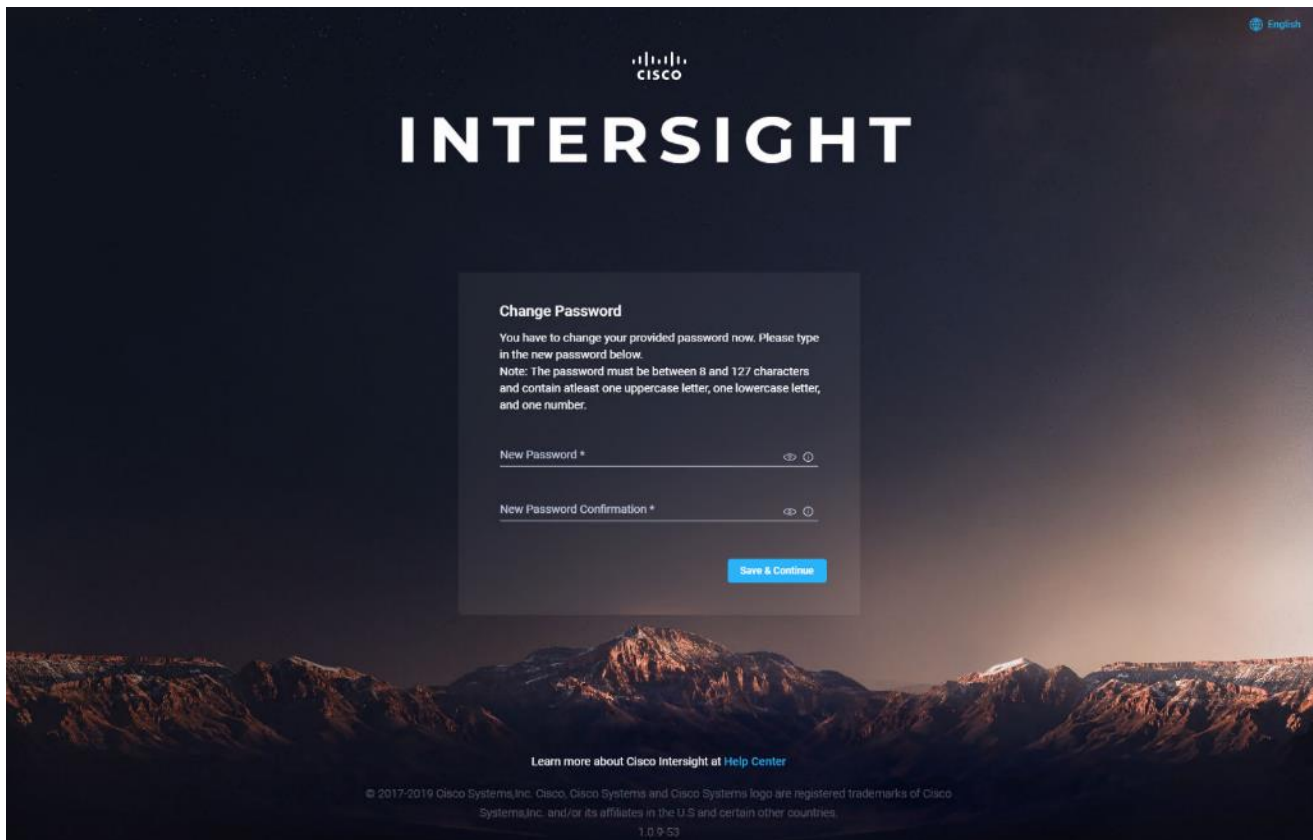 English
CISCO
INTERSIGHT
Change Password
You have to change your provided password now. Please type
in the new password below.
Note: The password must be between 8 and 127 characters
and contain atleast one uppercase letter, one lowercase letter,
and one number.
New Password *
New Password Confirmation *
Save & Continue
Learn more about Cisco Intersight at Help Center
© 2017-2019 Cisco Systems,Inc. Cisco, Cisco Systems and Cisco Systems logo are registered trademarks of Cisco
Systems,Inc. and/or its affiliates in the U.S and certain other countries.
1.0.9-53